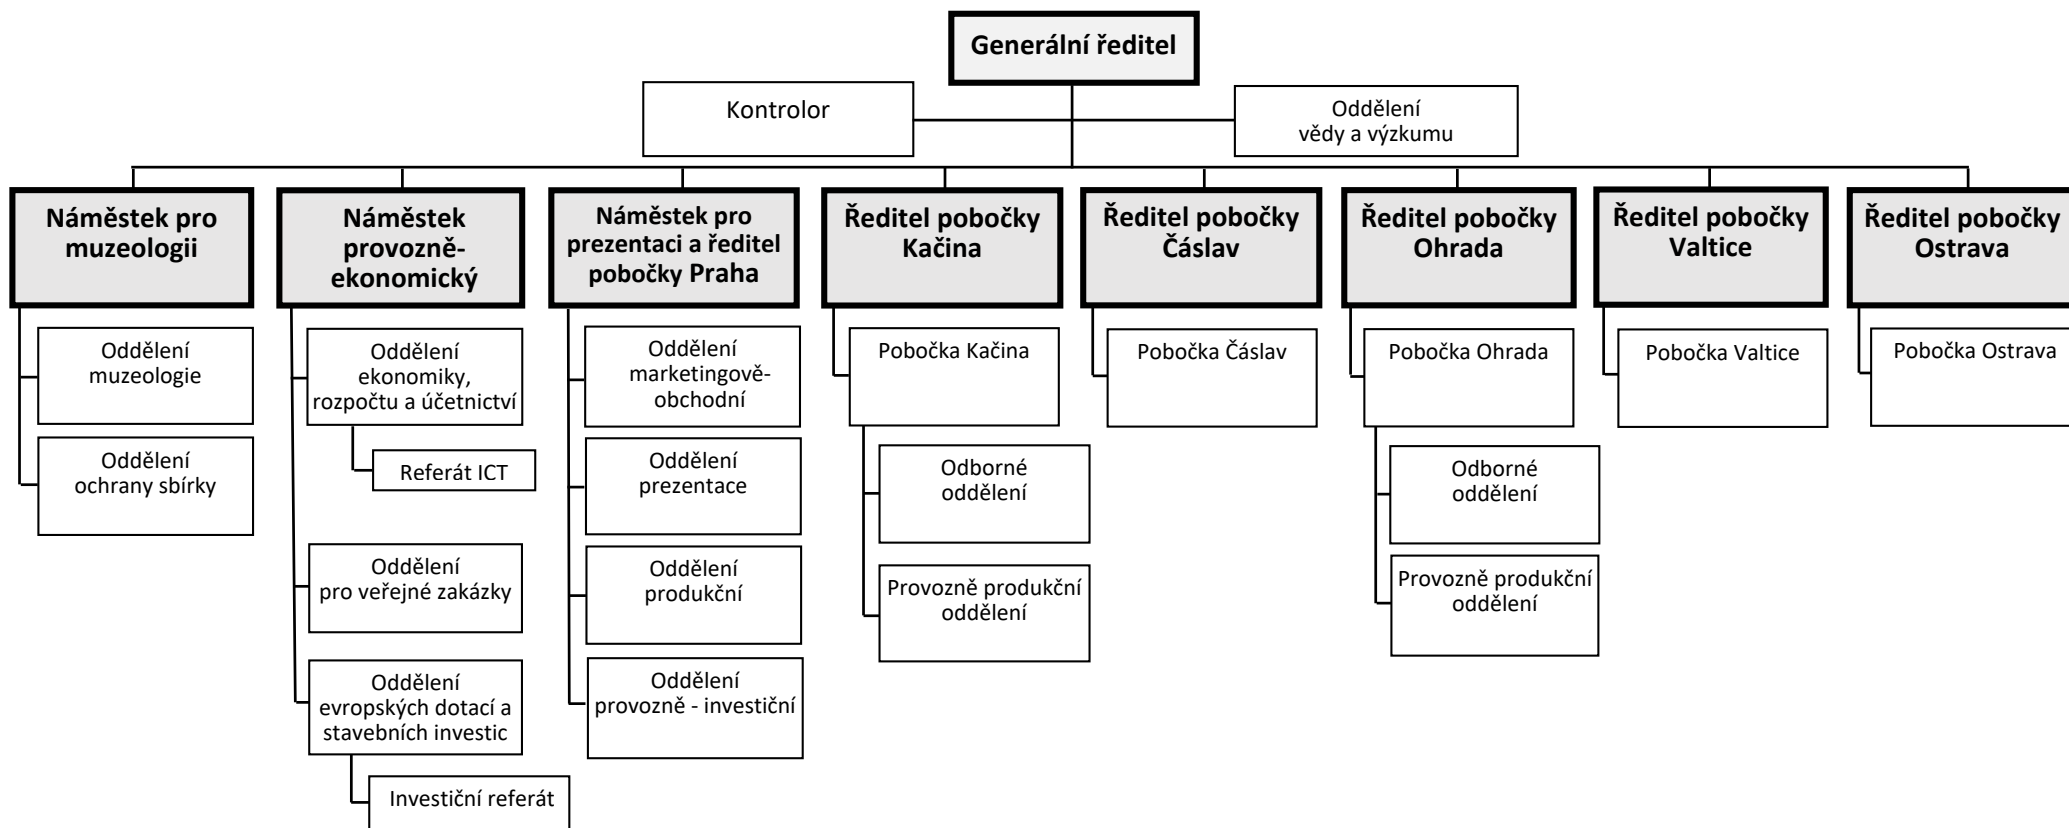 Generální ředitel
Kontrolor
Oddělení
vědy a výzkumu
Náměstek pro
muzeologii
Náměstek
provozně-
ekonomický
Náměstek pro
prezentaci a ředitel
pobočky Praha
Ředitel pobočky
Kačina
Ředitel pobočky
Čáslav
Ředitel pobočky
Ohrada
Ředitel pobočky
Valtice
Ředitel pobočky
Ostrava
Oddělení
muzeologie
Oddělení
ochrany sbírky
Oddělení
ekonomiky,
rozpočtu a účetnictví
Referát ICT
Oddělení
pro veřejné zakázky
Oddělení
evropských dotací a
stavebních investic
Investiční referát
Oddělení
marketingově-
obchodní
Oddělení
prezentace
Oddělení
produkční
Oddělení
provozně - investiční
Pobočka Kačina
Odborné
oddělení
Provozně produkční
oddělení
Pobočka Čáslav
Pobočka Ohrada
Odborné
oddělení
Provozně produkční
oddělení
Pobočka Valtice
Pobočka Ostrava